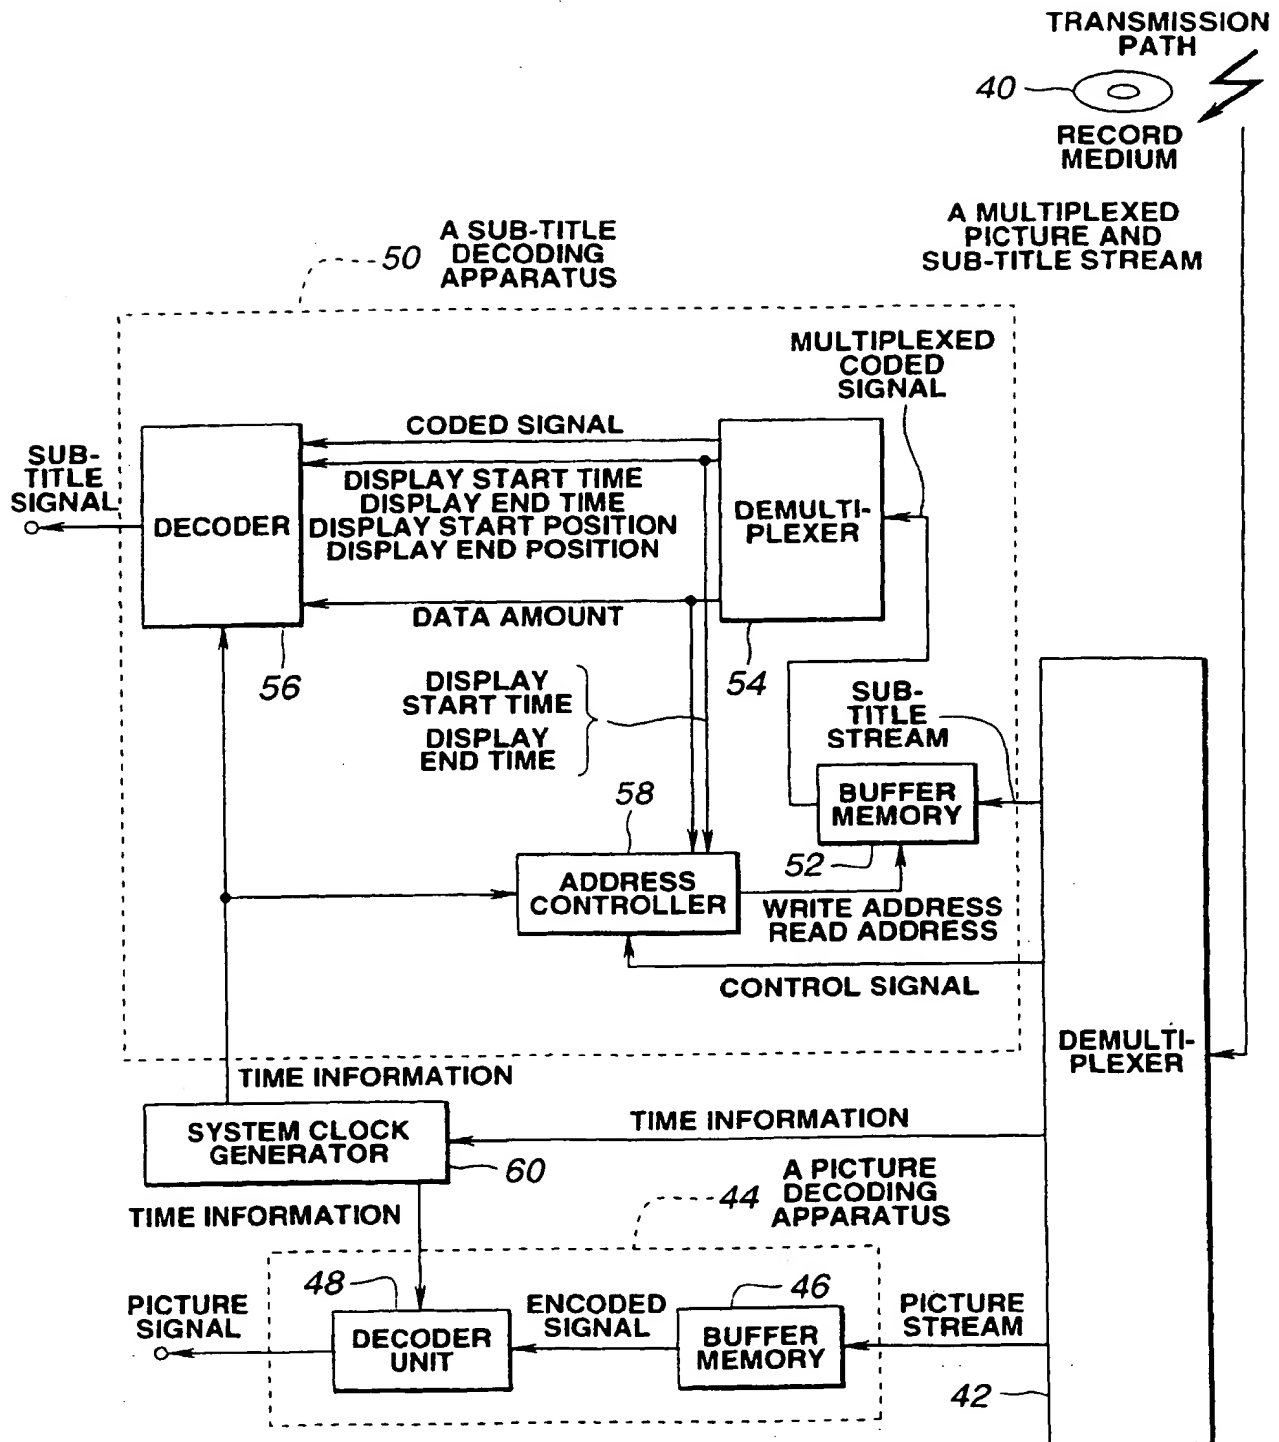 TRANSMISSION
PATH
40
RECORD
MEDIUM
A MULTIPLEXED
PICTURE AND
SUB-TITLE STREAM
50
A SUB-TITLE
DECODING
APPARATUS
MULTIPLEXED
CODED
SIGNAL
CODED SIGNAL
SUB-
TITLE
SIGNAL
DECODER
DISPLAY START TIME
DISPLAY END TIME
DISPLAY START POSITION
DISPLAY END POSITION
DEMULTI-
PLEXER
DATA AMOUNT
56
54
DISPLAY
START TIME
DISPLAY
END TIME
SUB-
TITLE
STREAM
58
BUFFER
MEMORY
52
ADDRESS
CONTROLLER
WRITE ADDRESS
READ ADDRESS
CONTROL SIGNAL
DEMULTI-
PLEXER
TIME INFORMATION
SYSTEM CLOCK
GENERATOR
60
TIME INFORMATION
TIME INFORMATION
44
A PICTURE
DECODING
APPARATUS
48
46
PICTURE
SIGNAL
DECODER
UNIT
ENCODED
SIGNAL
BUFFER
MEMORY
PICTURE
STREAM
42